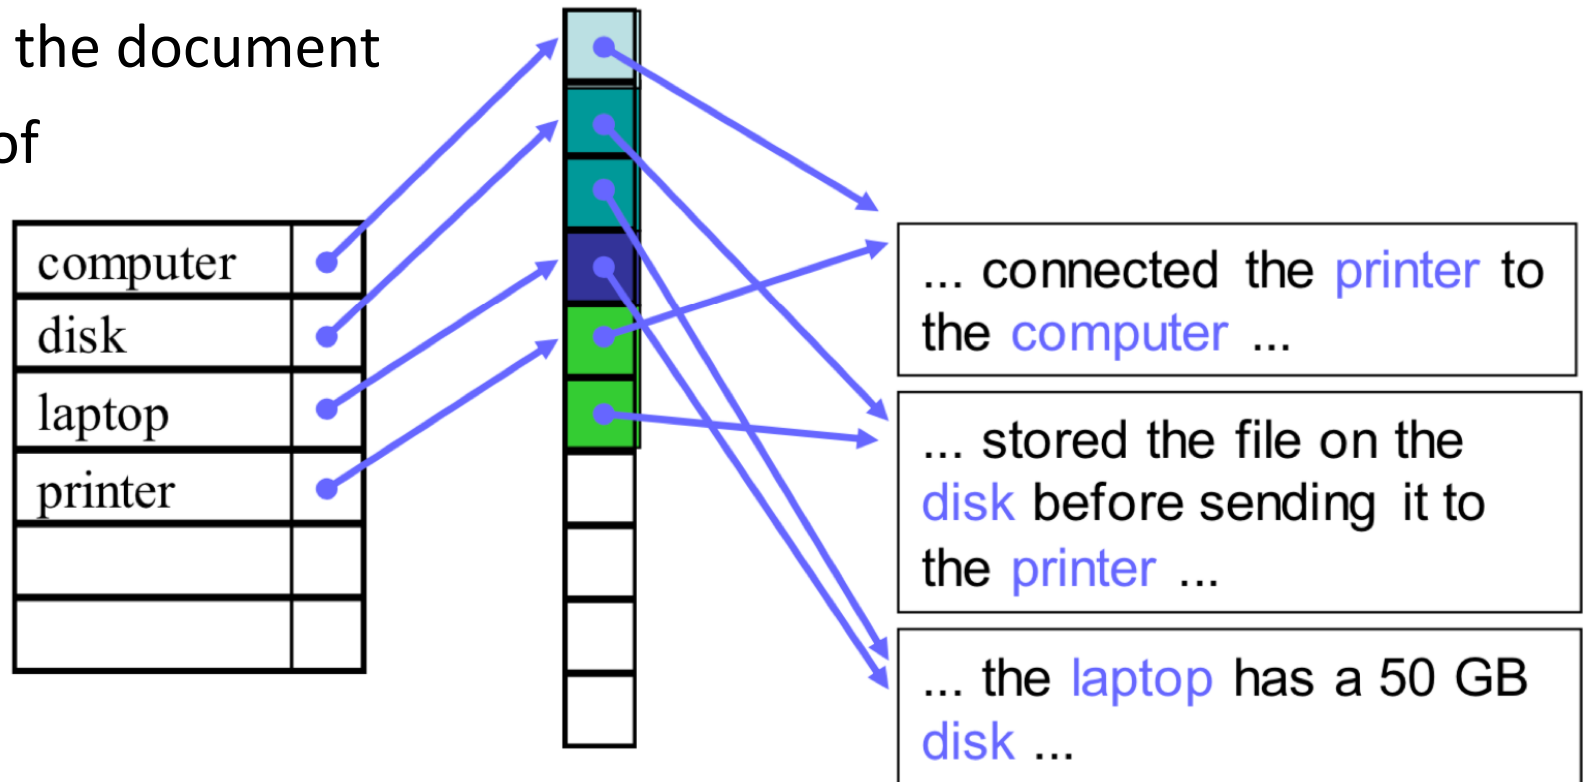 the document
of
computer
disk
laptop
printer
... connected the printer to
the computer ...
... stored the file on the
disk before sending it to
the printer ...
... the laptop has a 50 GB
disk ...